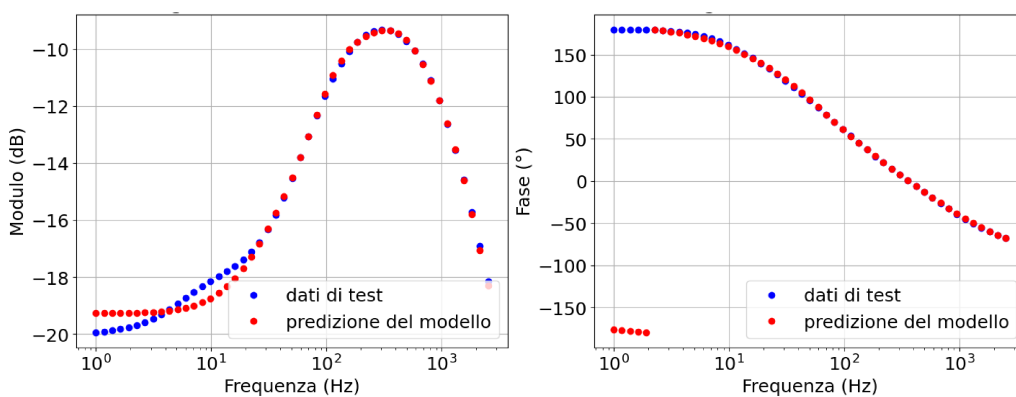 −10
−12
−14
−16
−18
−20
Modulo (dB)
10⁰
10¹
10²
10³
Frequenza (Hz)
dati di test
predizione del modello
150
100
50
0
−50
−100
−150
Fase (°)
10⁰
10¹
10²
10³
Frequenza (Hz)
dati di test
predizione del modello